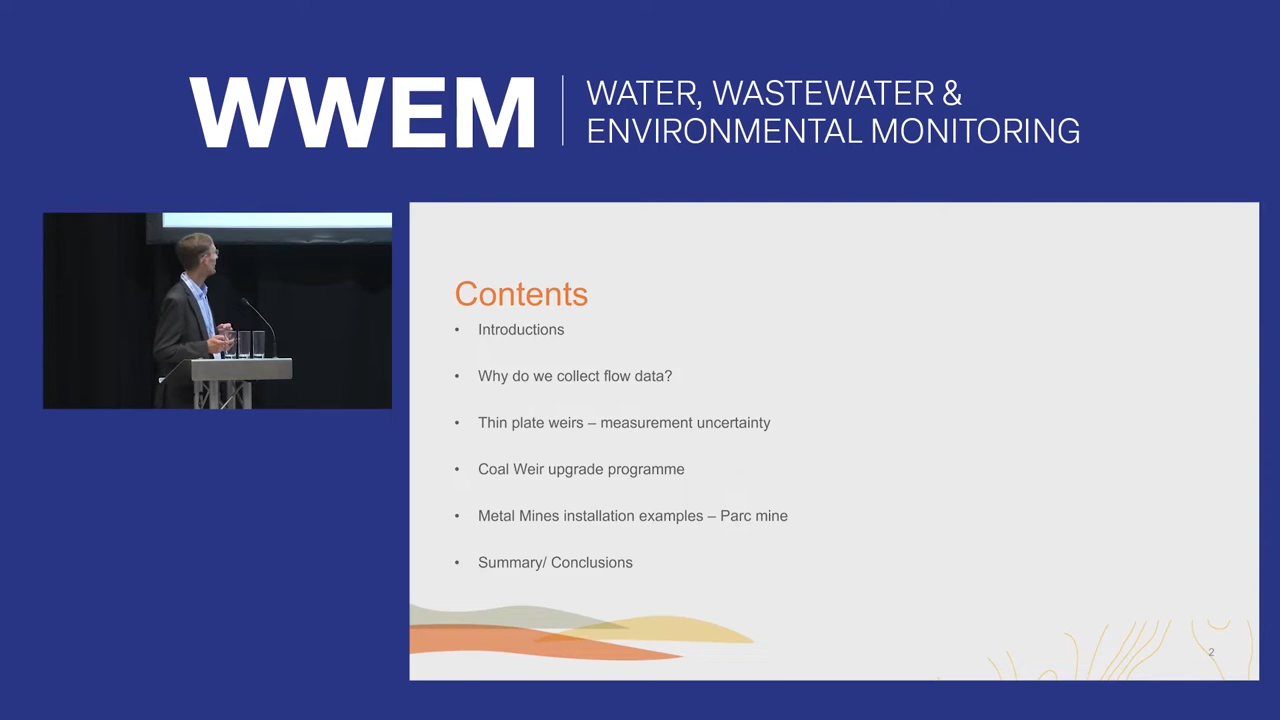 WWEM
WATER, WASTEWATER &
ENVIRONMENTAL MONITORING
Contents
• Introductions
• Why do we collect flow data?
• Thin plate weirs – measurement uncertainty
• Coal Weir upgrade programme
• Metal Mines installation examples – Parc mine
• Summary/ Conclusions
2